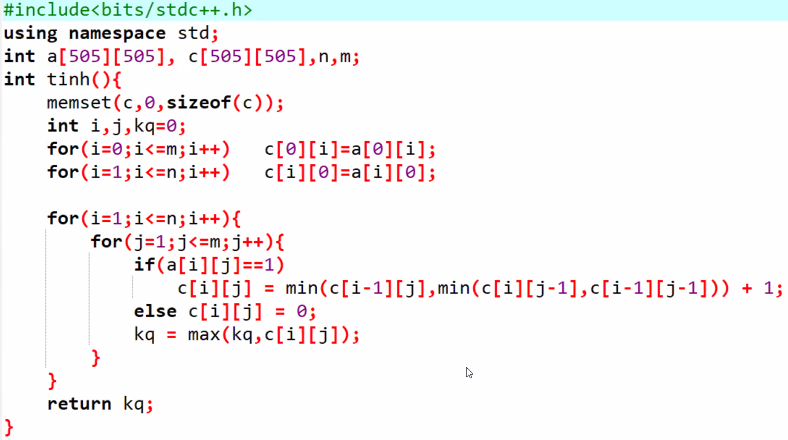 #include<bits/stdc++.h>
using namespace std;
int a[505][505], c[505][505],n,m;
int tinh(){
    memset(c,0,sizeof(c));
    int i,j,kq=0;
    for(i=0;i<=m;i++)   c[0][i]=a[0][i];
    for(i=1;i<=n;i++)   c[i][0]=a[i][0];

    for(i=1;i<=n;i++){
        for(j=1;j<=m;j++){
            if(a[i][j]==1)
                c[i][j] = min(c[i-1][j],min(c[i][j-1],c[i-1][j-1])) + 1;
            else c[i][j] = 0;
            kq = max(kq,c[i][j]);
        }
    }
    return kq;
}